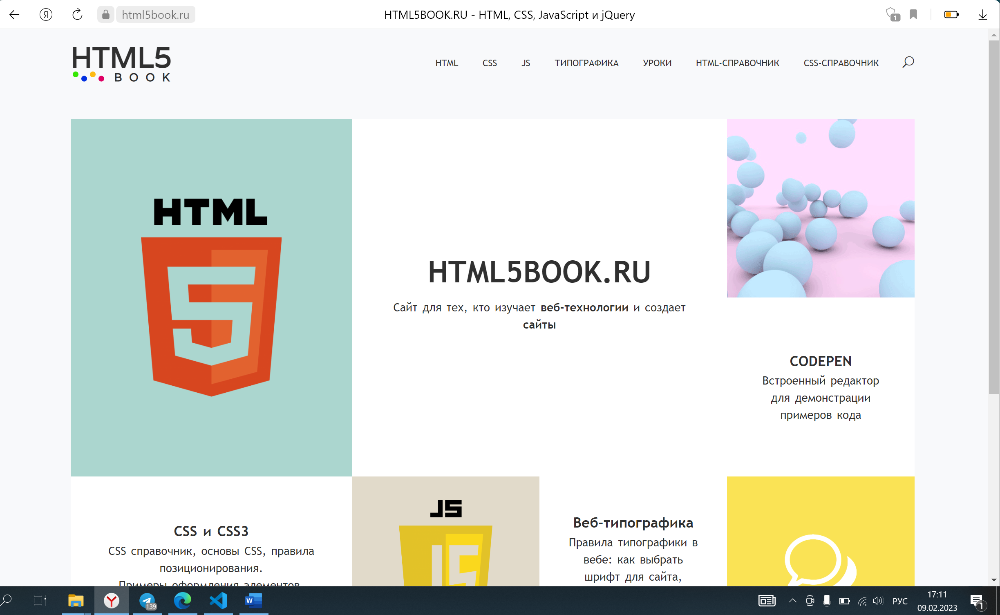 html5book.ru
HTML5BOOK.RU - HTML, CSS, JavaScript и jQuery
1
HTML5
BOOK
HTML
CSS
JS
ТИПОГРАФИКА
УРОКИ
HTML-СПРАВОЧНИК
CSS-СПРАВОЧНИК
HTML
5
HTML5BOOK.RU
Сайт для тех, кто изучает веб-технологии и создает
сайты
CODEPEN
Встроенный редактор
для демонстрации
примеров кода
CSS и CSS3
CSS справочник, основы CSS, правила
позиционирования.
Примеры оформления элементов
JS
JS
Веб-типографика
Правила типографики в
вебе: как выбрать
шрифт для сайта,
139
W
РУС
17:11
09.02.2023
1